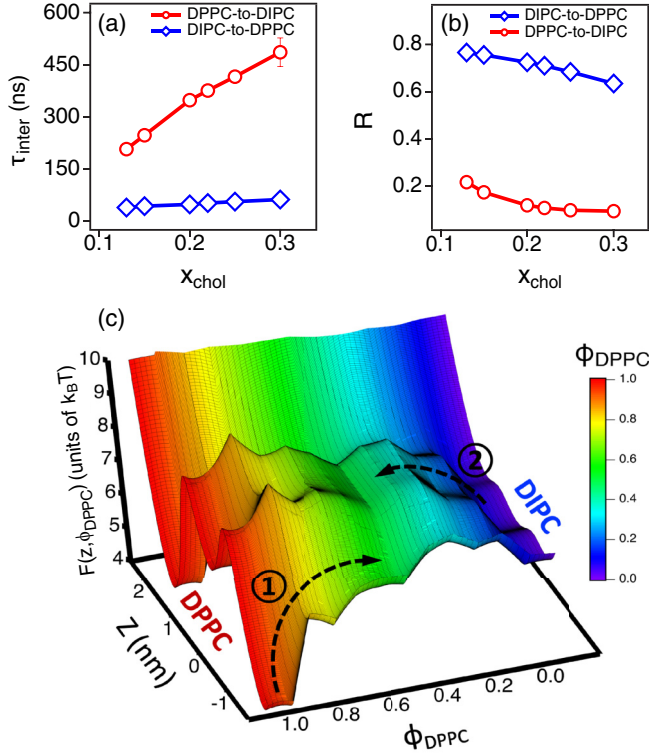 (a)
DPPC-to-DIPC
DIPC-to-DPPC
600
450
300
150
0
τinter (ns)
0.1
0.2
0.3
xchol
(b)
DIPC-to-DPPC
DPPC-to-DIPC
0.8
0.6
0.4
0.2
R
0.1
0.2
0.3
xchol
(c)
10
9
8
7
6
5
4
F(z,ϕDPPC) (units of kBT)
2
1
0
-1
Z (nm)
DPPC
DIPC
1
2
1.0
0.8
0.6
0.4
0.2
0.0
ϕDPPC
ΦDPPC
1.0
0.8
0.6
0.4
0.2
0.0